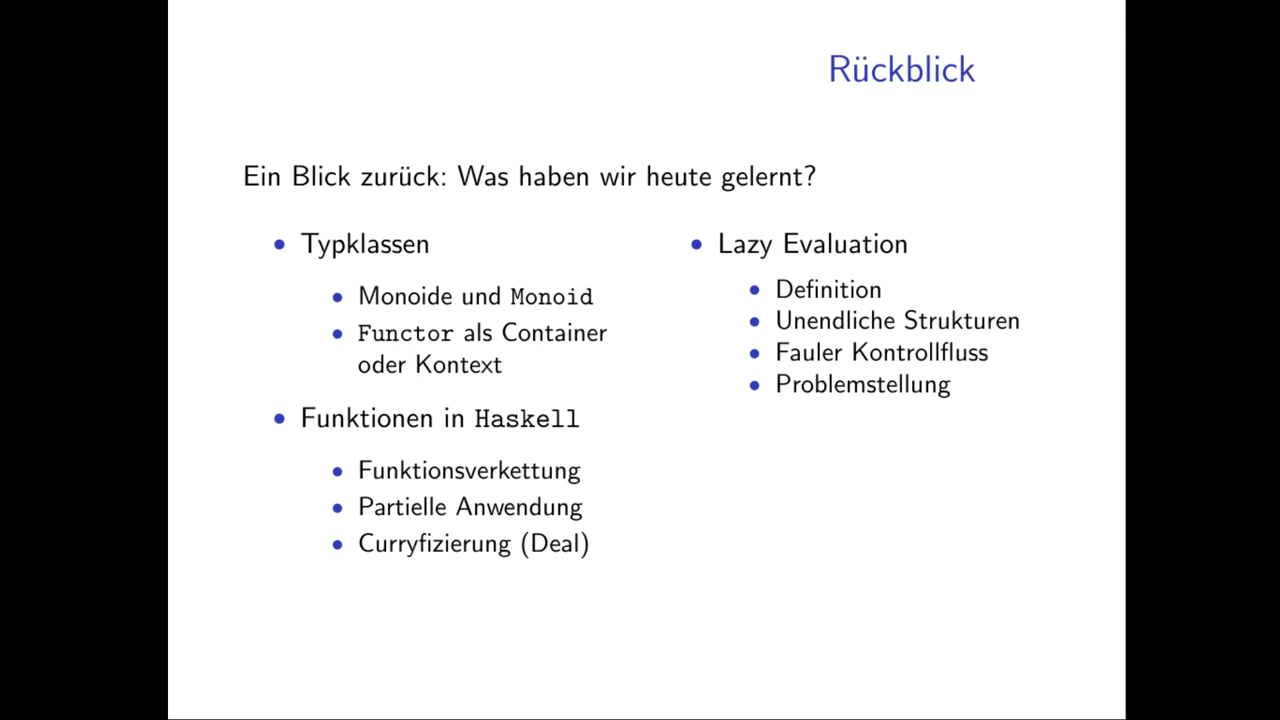 Rückblick
Ein Blick zurück: Was haben wir heute gelernt?
• Typklassen
• Monoide und Monoid
• Functor als Container
oder Kontext
• Funktionen in Haskell
• Funktionsverkettung
• Partielle Anwendung
• Curryfizierung (Deal)
• Lazy Evaluation
• Definition
• Unendliche Strukturen
• Fauler Kontrollfluss
• Problemstellung